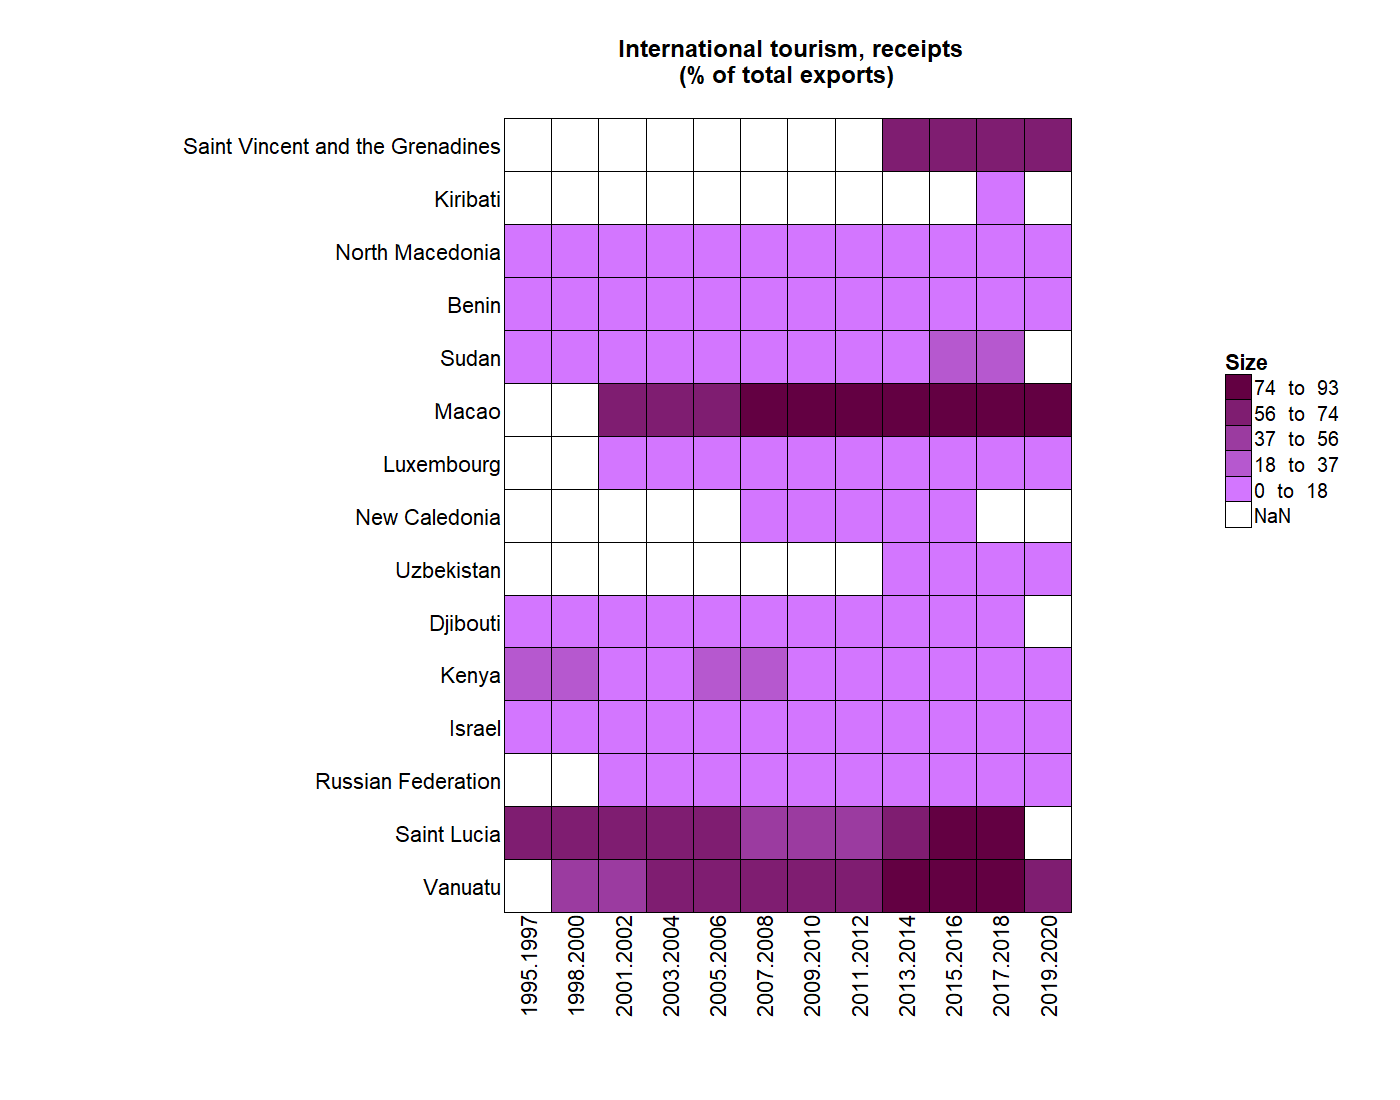 International tourism, receipts
(% of total exports)
Saint Vincent and the Grenadines
Kiribati
North Macedonia
Benin
Sudan
Macao
Luxembourg
New Caledonia
Uzbekistan
Djibouti
Kenya
Israel
Russian Federation
Saint Lucia
Vanuatu
1995.1997
1998.2000
2001.2002
2003.2004
2005.2006
2007.2008
2009.2010
2011.2012
2013.2014
2015.2016
2017.2018
2019.2020
Size
74 to 93
56 to 74
37 to 56
18 to 37
0 to 18
NaN